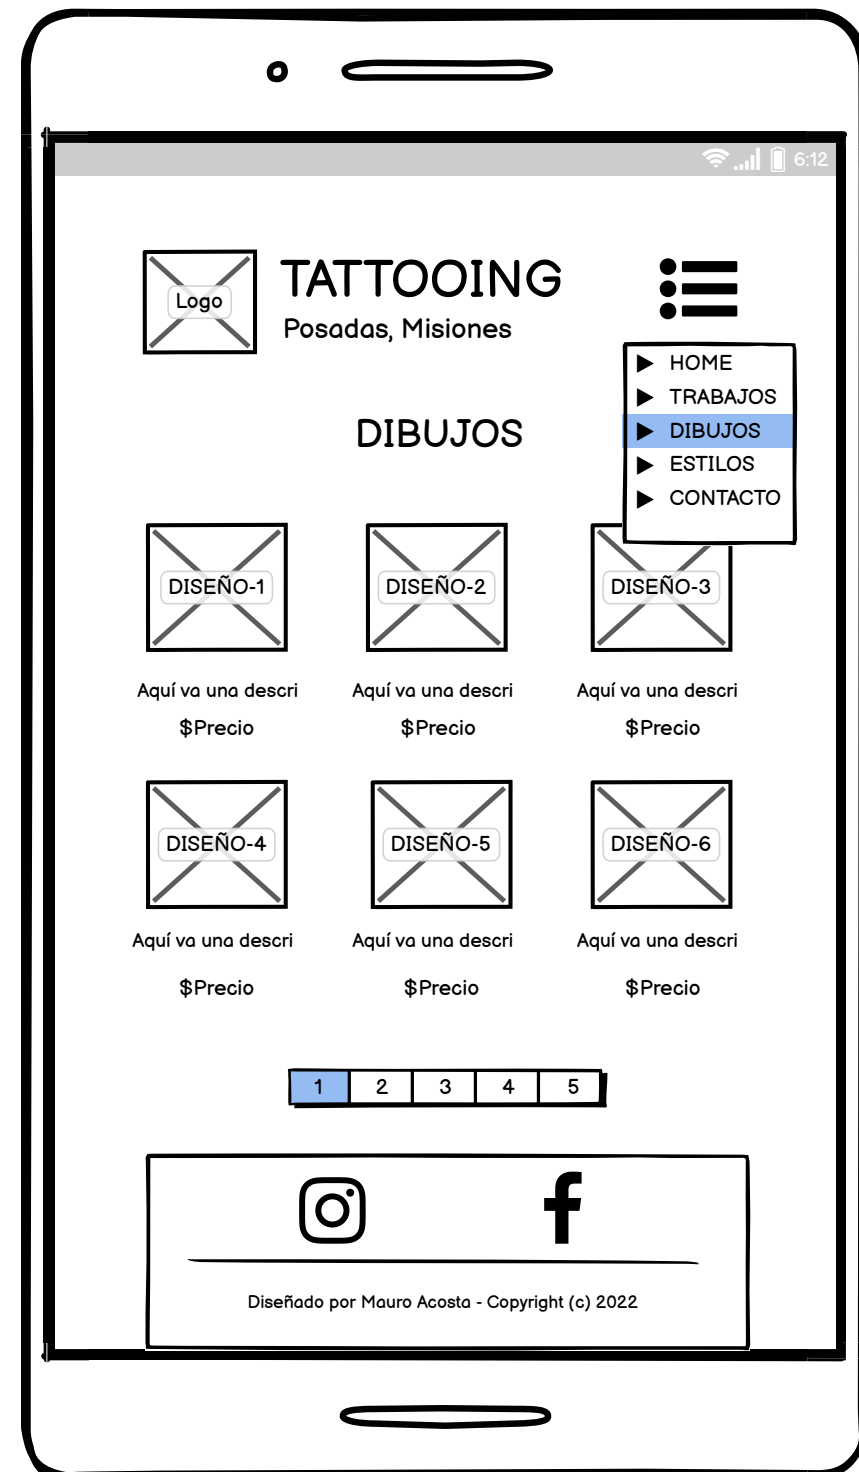 6:12
Logo
TATTOOING
Posadas, Misiones
HOME
TRABAJOS
DIBUJOS
ESTILOS
CONTACTO
DIBUJOS
DISEÑO-1 DISEÑO-2 DISEÑO-3
Aquí va una descri Aquí va una descri Aquí va una descri
$Precio $Precio $Precio
DISEÑO-4 DISEÑO-5 DISEÑO-6
Aquí va una descri Aquí va una descri Aquí va una descri
$Precio $Precio $Precio
1 2 3 4 5
Diseñado por Mauro Acosta - Copyright (c) 2022